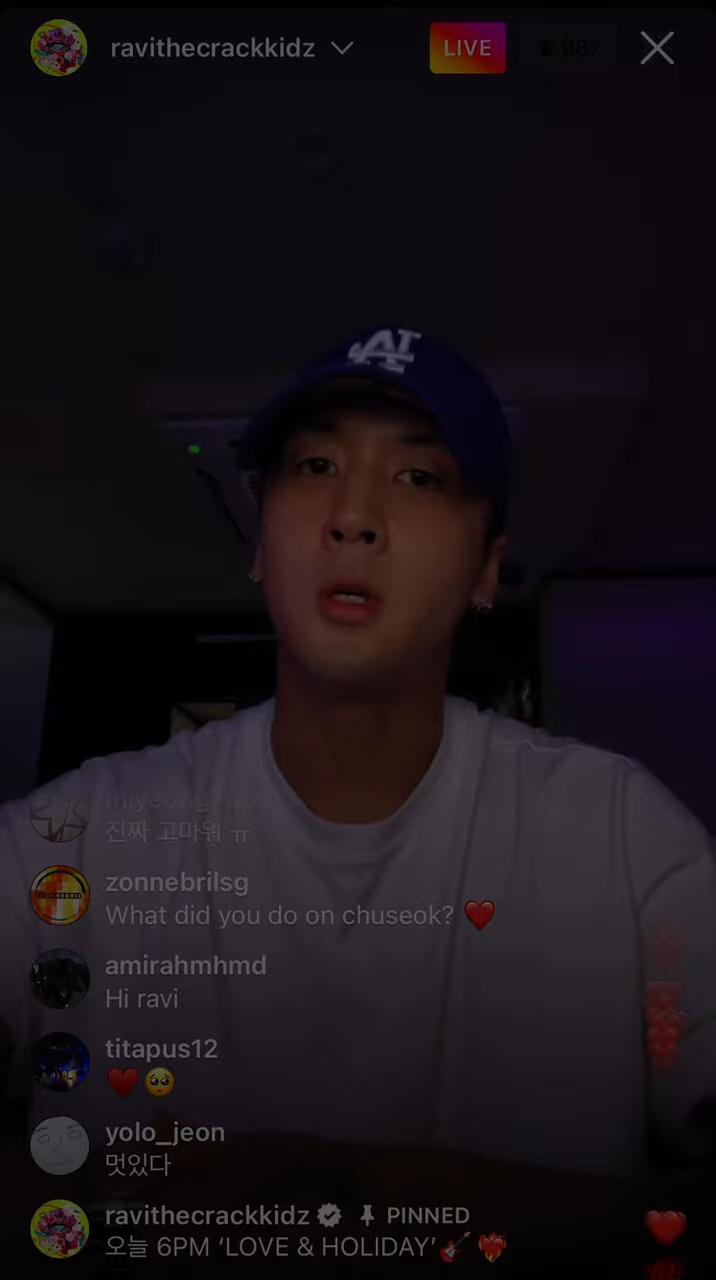 ravithecrackkidz
LIVE
LA
진짜 고마워 ㅠ
zonnebrilsg
What did you do on chuseok? ❤️
amirahmhmd
Hi ravi
titapus12
❤️🥺
yolo_jeon
멋있다
ravithecrackkidz PINNED
오늘 6PM ‘LOVE & HOLIDAY’🎸❤️‍🔥